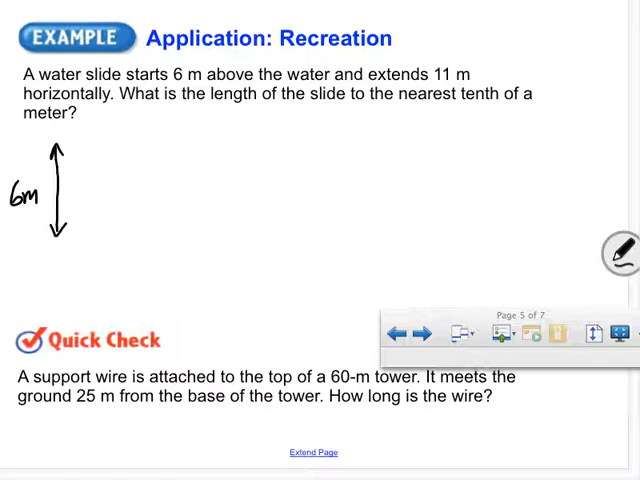 EXAMPLE Application: Recreation
A water slide starts 6 m above the water and extends 11 m
horizontally. What is the length of the slide to the nearest tenth of a
meter?
6m
Page 5 of 7
Quick Check
A support wire is attached to the top of a 60-m tower. It meets the
ground 25 m from the base of the tower. How long is the wire?
Extend Page